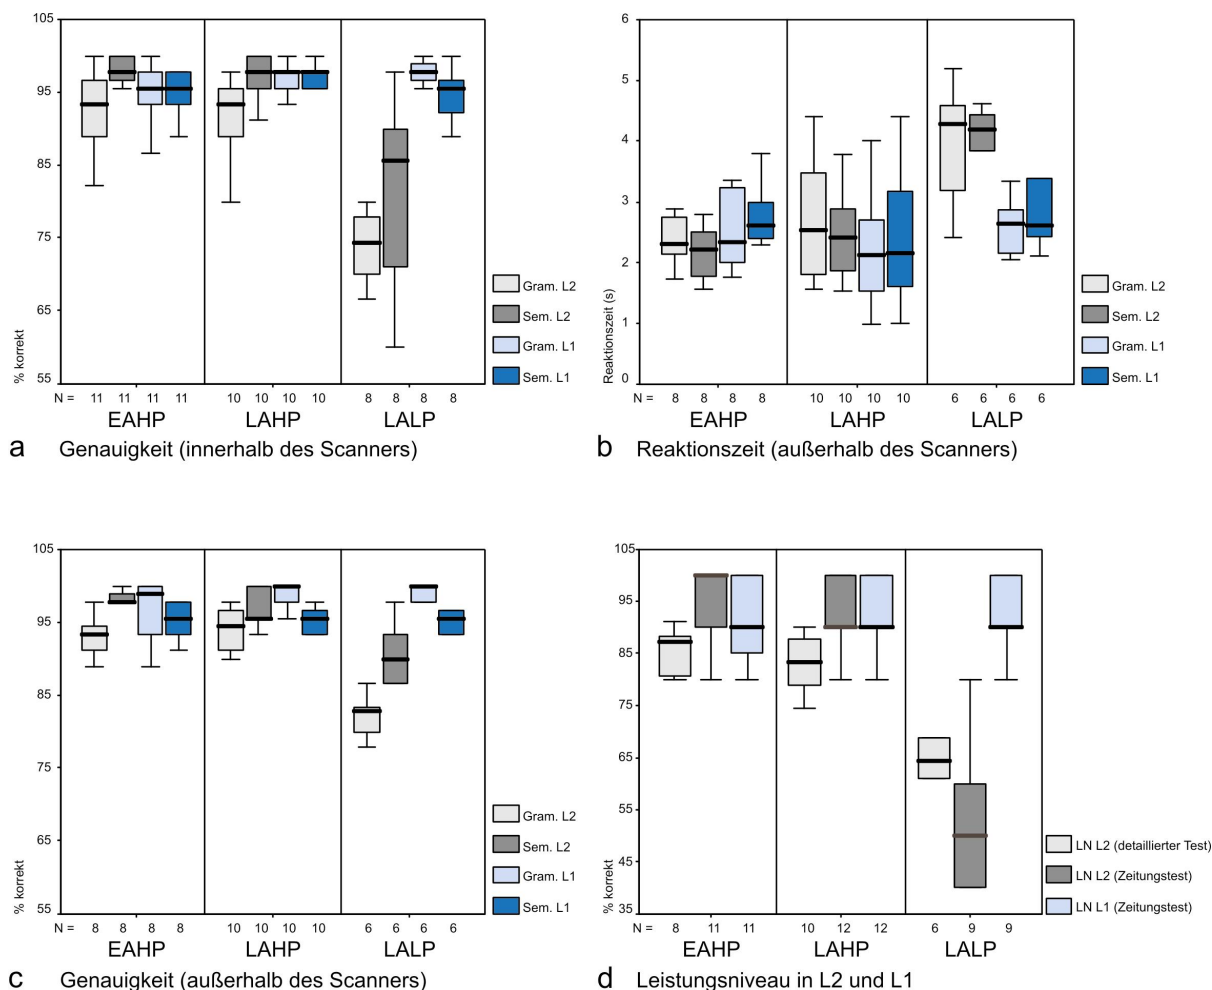 105
95
85
75
65
55
% korrekt
Gram. L2
Sem. L2
Gram. L1
Sem. L1
N = 11 11 11 11 10 10 10 10 8 8 8 8
EAHP LAHP LALP
a Genauigkeit (innerhalb des Scanners)
6
5
4
3
2
1
0
Reaktionszeit (s)
Gram. L2
Sem. L2
Gram. L1
Sem. L1
N = 8 8 8 8 10 10 10 10 6 6 6 6
EAHP LAHP LALP
b Reaktionszeit (außerhalb des Scanners)
105
95
85
75
65
55
% korrekt
Gram. L2
Sem. L2
Gram. L1
Sem. L1
N = 8 8 8 8 10 10 10 10 6 6 6 6
EAHP LAHP LALP
c Genauigkeit (außerhalb des Scanners)
105
95
85
75
65
55
45
35
% korrekt
LN L2 (detaillierter Test)
LN L2 (Zeitungstest)
LN L1 (Zeitungstest)
N = 8 11 11 10 12 12 6 9 9
EAHP LAHP LALP
d Leistungsniveau in L2 und L1